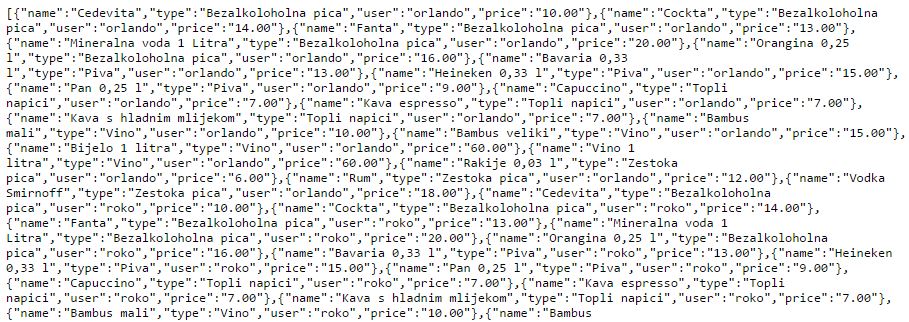 [{"name":"Cedevita","type":"Bezalkoloholna pica","user":"orlando","price":"10.00"},{"name":"Cockta","type":"Bezalkoloholna
pica","user":"orlando","price":"14.00"},{"name":"Fanta","type":"Bezalkoloholna pica","user":"orlando","price":"13.00"},
{"name":"Mineralna voda 1 Litra","type":"Bezalkoloholna pica","user":"orlando","price":"20.00"},{"name":"Orangina 0,25
l","type":"Bezalkoloholna pica","user":"orlando","price":"16.00"},{"name":"Bavaria 0,33
l","type":"Piva","user":"orlando","price":"13.00"},{"name":"Heineken 0,33 l","type":"Piva","user":"orlando","price":"15.00"},
{"name":"Pan 0,25 l","type":"Piva","user":"orlando","price":"9.00"},{"name":"Capuccino","type":"Topli
napici","user":"orlando","price":"7.00"},{"name":"Kava espresso","type":"Topli napici","user":"orlando","price":"7.00"},
{"name":"Kava s hladnim mlijekom","type":"Topli napici","user":"orlando","price":"7.00"},{"name":"Bambus
mali","type":"Vino","user":"orlando","price":"10.00"},{"name":"Bambus veliki","type":"Vino","user":"orlando","price":"15.00"},
{"name":"Bijelo 1 litra","type":"Vino","user":"orlando","price":"60.00"},{"name":"Vino 1
litra","type":"Vino","user":"orlando","price":"60.00"},{"name":"Rakije 0,03 l","type":"Zestoka
pica","user":"orlando","price":"6.00"},{"name":"Rum","type":"Zestoka pica","user":"orlando","price":"12.00"},{"name":"Vodka
Smirnoff","type":"Zestoka pica","user":"orlando","price":"18.00"},{"name":"Cedevita","type":"Bezalkoloholna
pica","user":"roko","price":"10.00"},{"name":"Cockta","type":"Bezalkoloholna pica","user":"roko","price":"14.00"},
{"name":"Fanta","type":"Bezalkoloholna pica","user":"roko","price":"13.00"},{"name":"Mineralna voda 1
Litra","type":"Bezalkoloholna pica","user":"roko","price":"20.00"},{"name":"Orangina 0,25 l","type":"Bezalkoloholna
pica","user":"roko","price":"16.00"},{"name":"Bavaria 0,33 l","type":"Piva","user":"roko","price":"13.00"},{"name":"Heineken
0,33 l","type":"Piva","user":"roko","price":"15.00"},{"name":"Pan 0,25 l","type":"Piva","user":"roko","price":"9.00"},
{"name":"Capuccino","type":"Topli napici","user":"roko","price":"7.00"},{"name":"Kava espresso","type":"Topli
napici","user":"roko","price":"7.00"},{"name":"Kava s hladnim mlijekom","type":"Topli napici","user":"roko","price":"7.00"},
{"name":"Bambus mali","type":"Vino","user":"roko","price":"10.00"},{"name":"Bambus